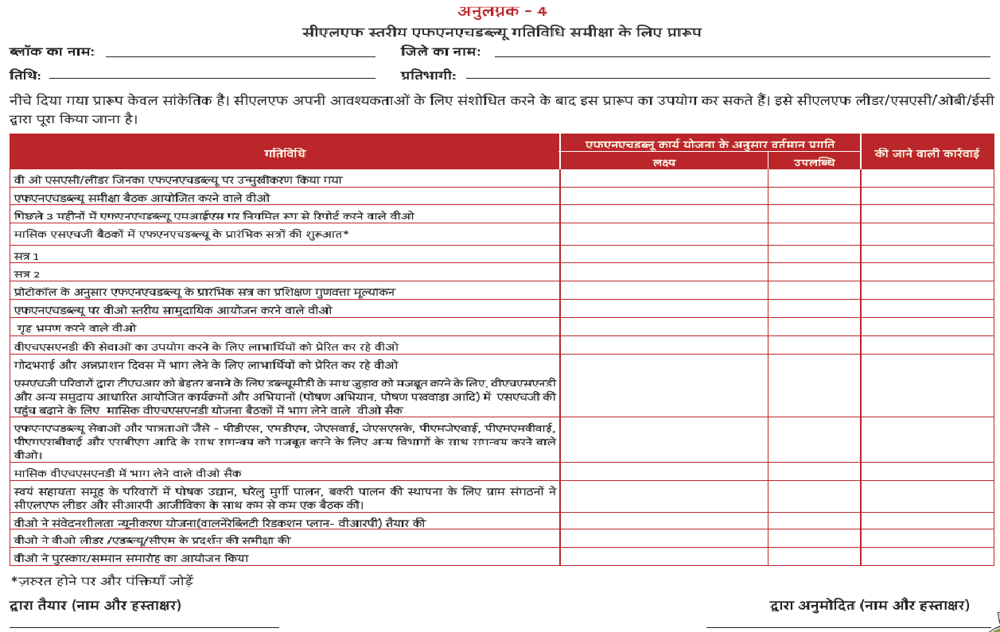 अनुलग्नक – 4
सीएलएफ स्तरीय एफएनएचडब्ल्यू गतिविधि समीक्षा के लिए प्रारूप
ब्लॉक का नाम: जिले का नाम:
तिथि: प्रतिभागी:
नीचे दिया गया प्रारूप केवल सांकेतिक है। सीएलएफ अपनी आवश्यकताओं के लिए संशोधित करने के बाद इस प्रारूप का उपयोग कर सकते हैं। इसे सीएलएफ लीडर/एसएसी/ओबी/ईसी
द्वारा पूरा किया जाना है।
गतिविधि एफएनएचडब्लू कार्य योजना के अनुसार वर्तमान प्रगति की जाने वाली कार्रवाई
लक्ष्य उपलब्धि
वी ओ एसएसी/लीडर जिनका एफएनएचडब्ल्यू पर उन्मुखीकरण किया गया
एफएनएचडब्ल्यू समीक्षा बैठक आयोजित करने वाले वीओ
पिछले 3 महीनों में एफएनएचडब्ल्यू एमआईएस पर नियमित रूप से रिपोर्ट करने वाले वीओ
मासिक एसएचजी बैठकों में एफएनएचडब्ल्यू के प्रारंभिक सत्रों की शुरूआत*
सत्र 1
सत्र 2
प्रोटोकॉल के अनुसार एफएनएचडब्ल्यू के प्रारंभिक सत्र का प्रशिक्षण गुणवत्ता मूल्यांकन
एफएनएचडब्ल्यू पर वीओ स्तरीय सामुदायिक आयोजन करने वाले वीओ
गृह भ्रमण करने वाले वीओ
वीएचएसएनडी की सेवाओं का उपयोग करने के लिए लाभार्थियों को प्रेरित कर रहे वीओ
गोदभराई और अन्नप्राशन दिवस में भाग लेने के लिए लाभार्थियों को प्रेरित कर रहे वीओ
एसएचजी परिवारों द्वारा टीएचआर को बेहतर बनाने के लिए डब्ल्यूसीडी के साथ जुड़ाव को मजबूत करने के लिए, वीएचएसएनडी
और अन्य समुदाय आधारित आयोजित कार्यक्रमों और अभियानों (पोषण अभियान, पोषण पखवाड़ा आदि) में एसएचजी की
पहुंच बढ़ाने के लिए मासिक वीएचएसएनडी योजना बैठकों में भाग लेने वाले वीओ सैक
एफएनएचडब्ल्यू सेवाओं और पात्रताओं जैसे – पीडीएस, एमडीएम, जेएसवाई, जेएसएसके, पीएमजेएवाई, पीएमएमवीवाई,
पीएमएसबीवाई और एसबीएम आदि के साथ समन्वय को मजबूत करने के लिए अन्य विभागों के साथ समन्वय करने वाले
वीओ।
मासिक वीएचएसएनडी में भाग लेने वाले वीओ सैक
स्वयं सहायता समूह के परिवारों में पोषक उद्यान, घरेलु मुर्गी पालन, बकरी पालन की स्थापना के लिए ग्राम संगठनों ने
सीएलएफ लीडर और सीआरपी आजीविका के साथ कम से कम एक बैठक की।
वीओ ने संवेदनशीलता न्यूनीकरण योजना(वालनेरेब्लिटी रिडकशन प्लान– वीआरपी) तैयार की
वीओ ने वीओ लीडर /एडब्ल्यू/सीएम के प्रदर्शन की समीक्षा की
वीओ ने पुरस्कार/सम्मान समारोह का आयोजन किया
*ज़रुरत होने पर और पंक्तियाँ जोड़ें
द्वारा तैयार (नाम और हस्ताक्षर) द्वारा अनुमोदित (नाम और हस्ताक्षर)